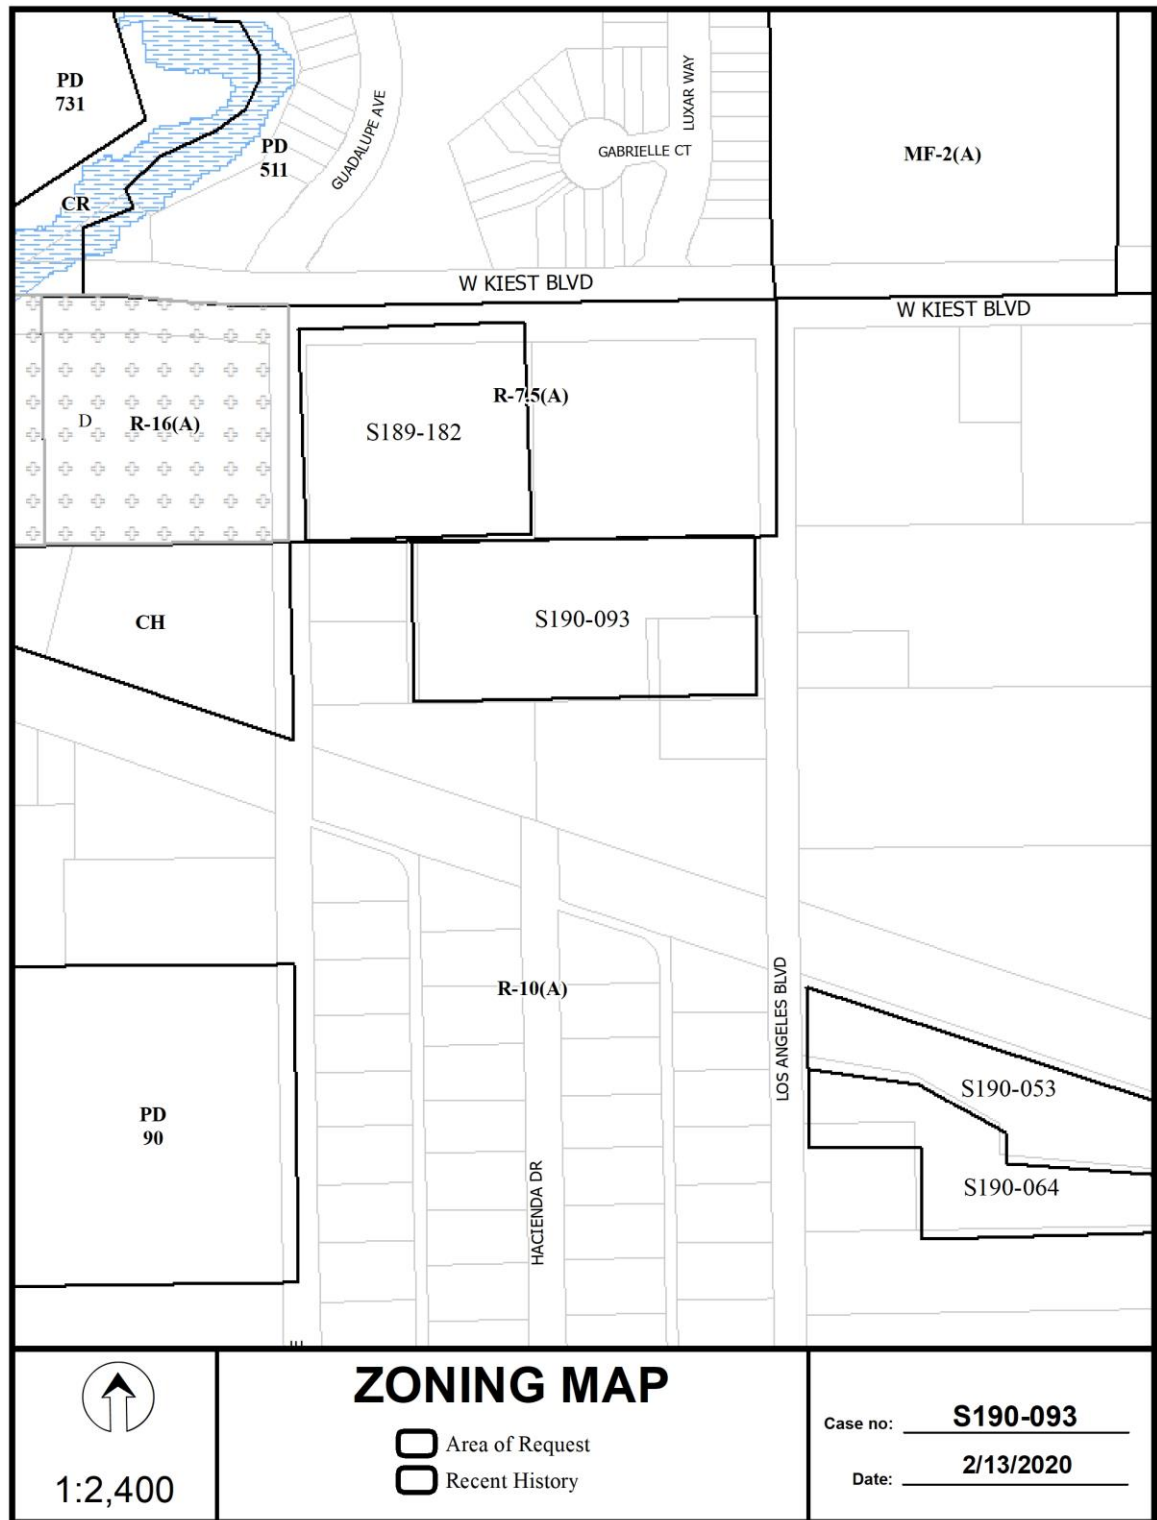 PD
731
PD
511
CR
GUADALUPE AVE
LUXAR WAY
GABRIELLE CT
MF-2(A)
W KIEST BLVD
W KIEST BLVD
R-7.5(A)
D
R-16(A)
S189-182
CH
S190-093
R-10(A)
LOS ANGELES BLVD
HACIENDA DR
PD
90
S190-053
S190-064
1:2,400
ZONING MAP
Area of Request
Recent History
Case no: S190-093
Date: 2/13/2020